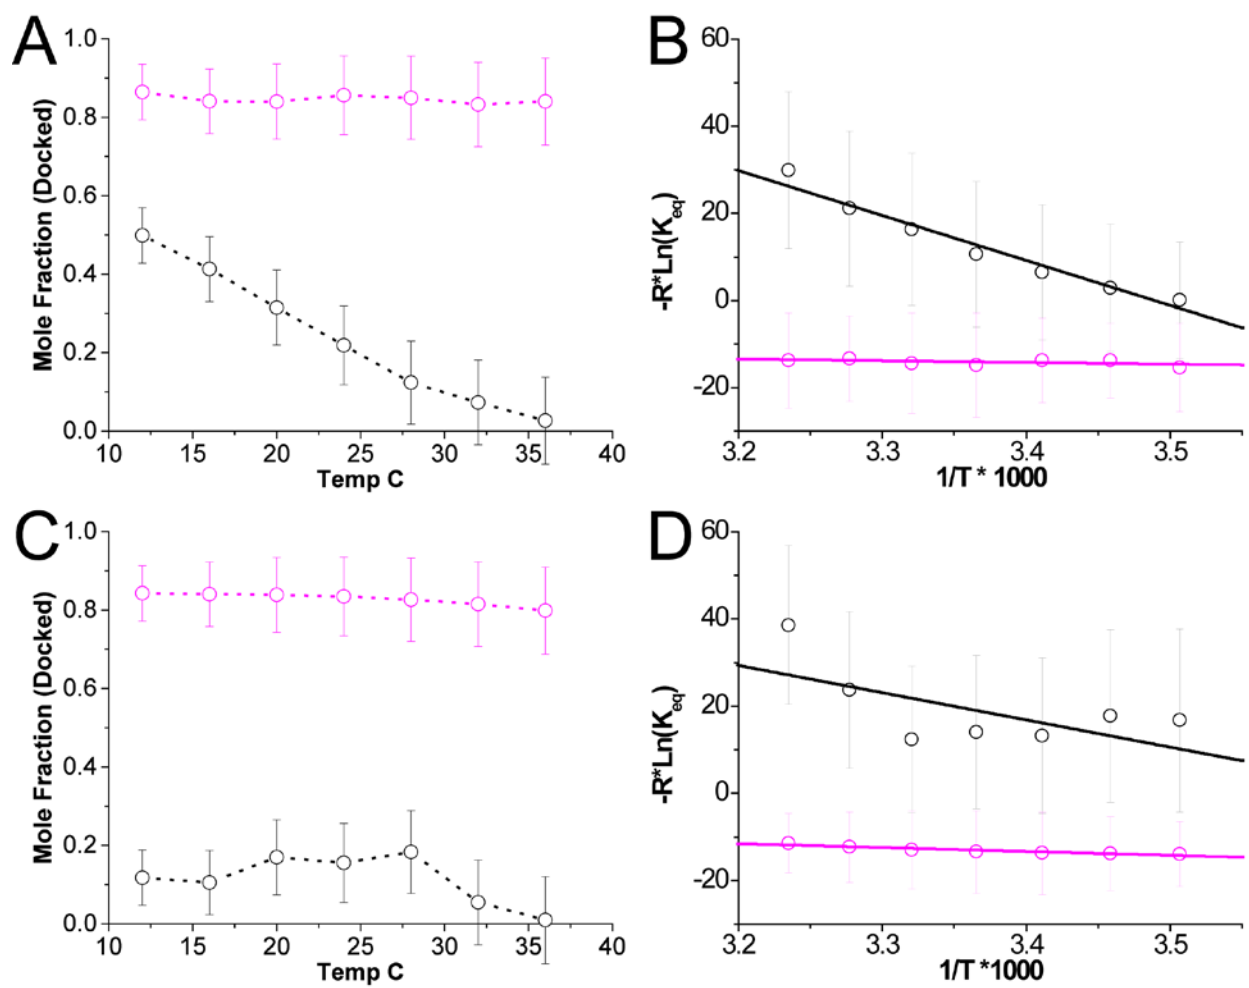 A
1.0
0.8
0.6
0.4
0.2
0.0
Mole Fraction (Docked)
10 15 20 25 30 35 40
Temp C
B
60
40
20
0
-20
-R*Ln(Keq)
3.2 3.3 3.4 3.5
1/T * 1000
C
1.0
0.8
0.6
0.4
0.2
0.0
Mole Fraction (Docked)
10 15 20 25 30 35 40
Temp C
D
60
40
20
0
-20
-R*Ln(Keq)
3.2 3.3 3.4 3.5
1/T *1000